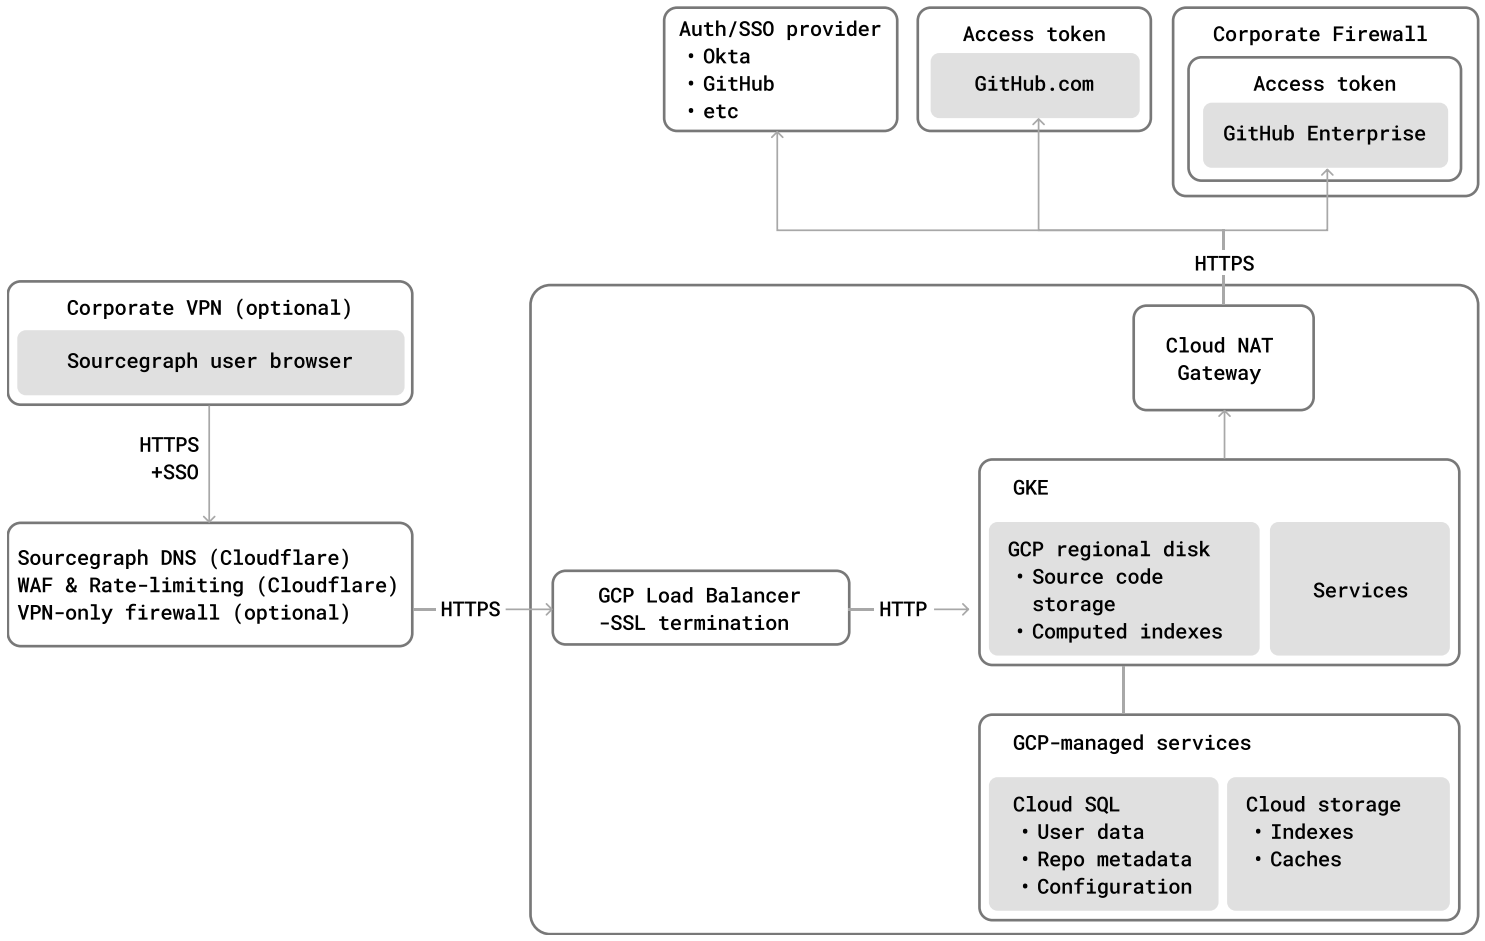 Auth/SSO provider
• Okta
• GitHub
• etc
Access token
GitHub.com
Corporate Firewall
Access token
GitHub Enterprise
HTTPS
Corporate VPN (optional)
Sourcegraph user browser
HTTPS
+SSO
Sourcegraph DNS (Cloudflare)
WAF & Rate-limiting (Cloudflare)
VPN-only firewall (optional)
HTTPS
GCP Load Balancer
-SSL termination
HTTP
Cloud NAT
Gateway
GKE
GCP regional disk
• Source code
storage
• Computed indexes
Services
GCP-managed services
Cloud SQL
• User data
• Repo metadata
• Configuration
Cloud storage
• Indexes
• Caches